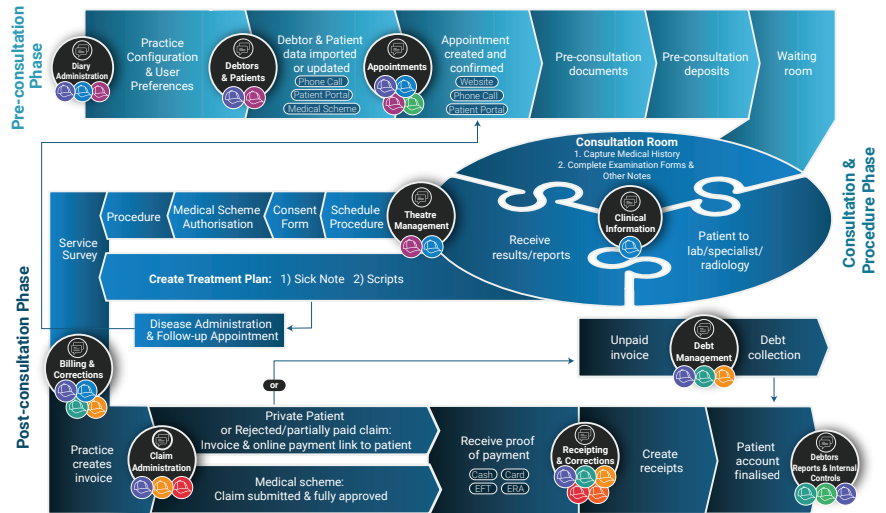 Pre-consultation
Phase
Diary
Administration
Practice
Configuration
& User
Preferences
Debtors
& Patients
Debtor & Patient
data imported
or updated
Phone Call
Patient Portal
Medical Scheme
Appointments
Appointment
created and
confirmed
Website
Phone Call
Patient Portal
Pre-consultation
documents
Pre-consultation
deposits
Waiting
room
Consultation &
Procedure Phase
Consultation Room
1. Capture Medical History
2. Complete Examination Forms &
Other Notes
Clinical
Information
Receive
results/reports
Patient to
lab/specialist/
radiology
Theatre
Management
Schedule
Procedure
Consent
Form
Medical Scheme
Authorisation
Procedure
Service
Survey
Create Treatment Plan: 1) Sick Note 2) Scripts
Disease Administration
& Follow-up Appointment
Post-consultation Phase
Billing &
Corrections
Unpaid
invoice
Debt
Management
Debt
collection
or
Practice
creates
invoice
Claim
Administration
Private Patient
or Rejected/partially paid claim:
Invoice & online payment link to patient
Medical scheme:
Claim submitted & fully approved
Receive proof
of payment
Cash Card
EFT ERA
Receipting
& Corrections
Create
receipts
Patient
account
finalised
Debtors
Reports & Internal
Controls